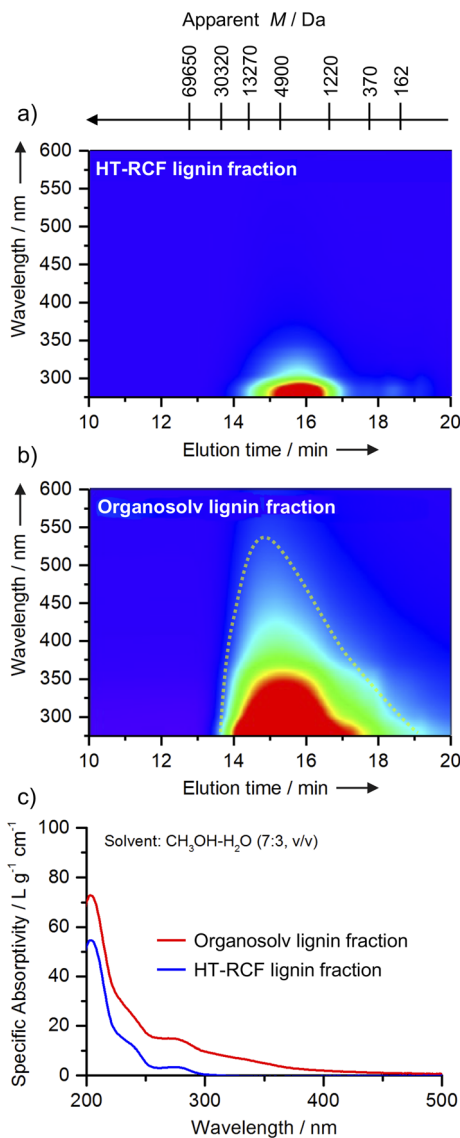 Apparent M / Da
69650 30320 13270 4900 1220 370 162
a)
HT-RCF lignin fraction
Wavelength / nm
600
550
500
450
400
350
300
10 12 14 16 18 20
Elution time / min
b)
Organosolv lignin fraction
Wavelength / nm
600
550
500
450
400
350
300
10 12 14 16 18 20
Elution time / min
c)
Solvent: CH₃OH-H₂O (7:3, v/v)
Organosolv lignin fraction
HT-RCF lignin fraction
Specific Absorptivity / L g⁻¹ cm⁻¹
100
80
60
40
20
0
200 300 400 500
Wavelength / nm